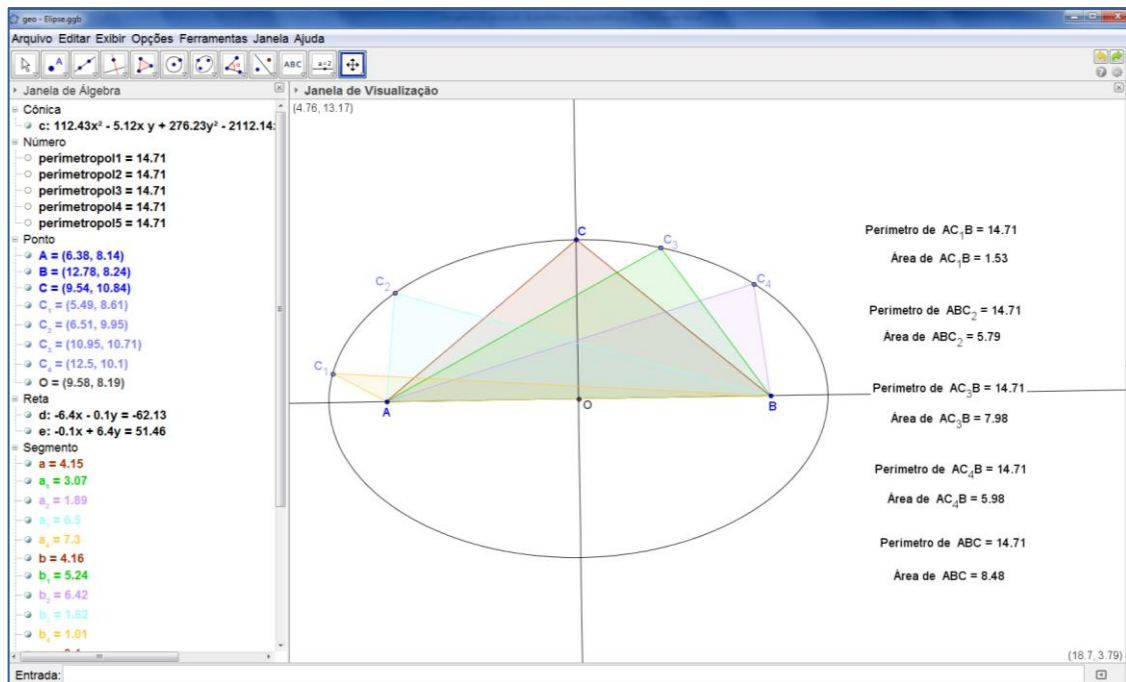 geo - Elipse.ggb
Arquivo Editar Exibir Opções Ferramentas Janela Ajuda
A
ABC
a=2
Janela de Álgebra
Cónica
c: 112.43x² - 5.12x y + 276.23y² - 2112.14
Número
perímetropol1 = 14.71
perímetropol2 = 14.71
perímetropol3 = 14.71
perímetropol4 = 14.71
perímetropol5 = 14.71
Ponto
A = (6.38, 8.14)
B = (12.78, 8.24)
C = (9.54, 10.84)
C₁ = (5.49, 8.61)
C₂ = (6.51, 9.95)
C₃ = (10.95, 10.71)
C₄ = (12.5, 10.1)
O = (9.58, 8.19)
Reta
d: -6.4x - 0.1y = -62.13
e: -0.1x + 6.4y = 51.46
Segmento
a = 4.15
a₁ = 3.07
a₂ = 1.89
a₃ = 6.5
a₄ = 7.3
b = 4.16
b₁ = 5.24
b₂ = 6.42
b₃ = 1.82
b₄ = 1.01
Janela de Visualização
(4.76, 13.17)
C
C₃
C₂
C₄
C₁
A
O
B
Perímetro de AC₁B = 14.71
Área de AC₁B = 1.53
Perímetro de ABC₂ = 14.71
Área de ABC₂ = 5.79
Perímetro de AC₃B = 14.71
Área de AC₃B = 7.98
Perímetro de AC₄B = 14.71
Área de AC₄B = 5.98
Perímetro de ABC = 14.71
Área de ABC = 8.48
(18.7, 3.79)
Entrada: